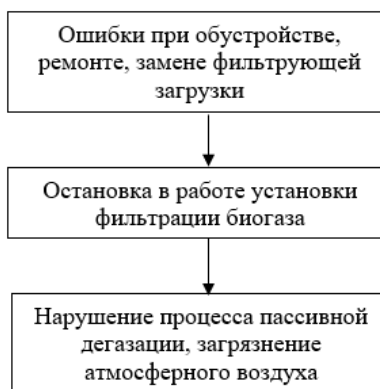 Ошибки при обустройстве,
ремонте, замене фильтрующей
загрузки
Остановка в работе установки
фильтрации биогаза
Нарушение процесса пассивной
дегазации, загрязнение
атмосферного воздуха